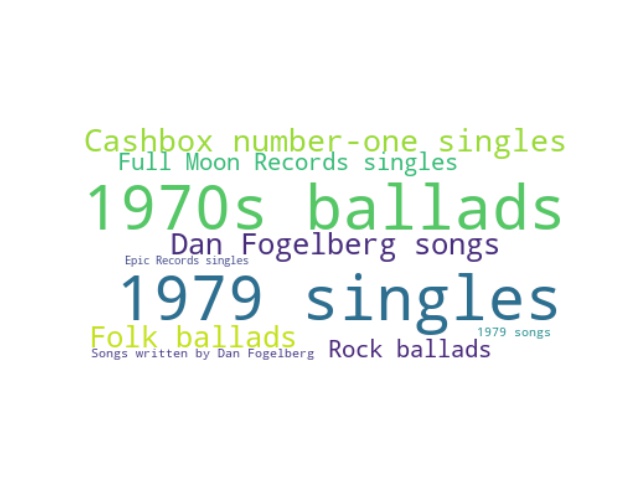 Cashbox number-one singles
Full Moon Records singles
1970s ballads
Dan Fogelberg songs
Epic Records singles
1979 singles
1979 songs
Folk ballads
Rock ballads
Songs written by Dan Fogelberg